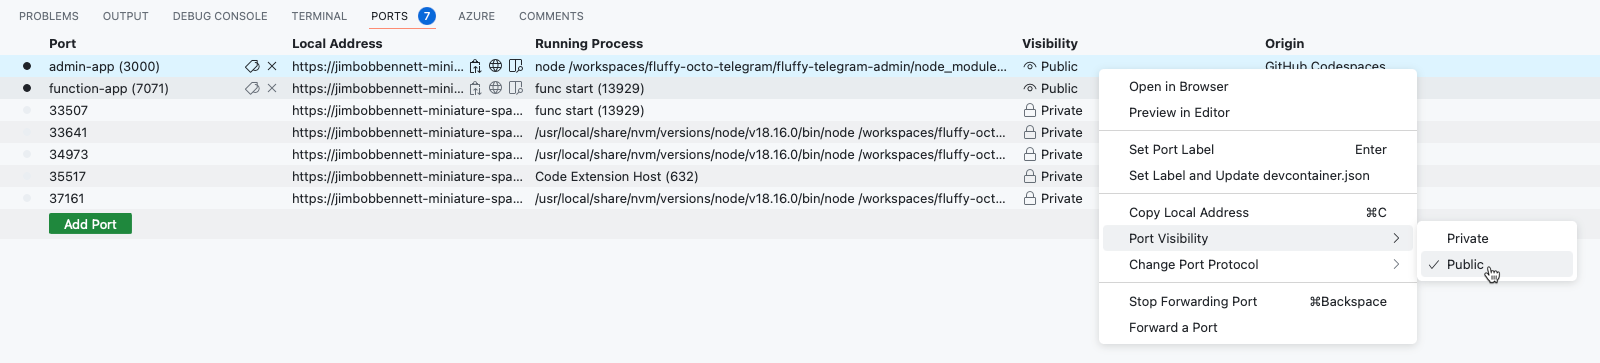 PROBLEMS OUTPUT DEBUG CONSOLE TERMINAL PORTS 7 AZURE COMMENTS
Port Local Address Running Process Visibility Origin
admin-app (3000) https://jimbobbennett-mini... node /workspaces/fluffy-octo-telegram/fluffy-telegram-admin/node_module... Public GitHub Codespaces
function-app (7071) https://jimbobbennett-mini... func start (13929) Public
33507 https://jimbobbennett-miniature-spa... func start (13929) Private
33641 https://jimbobbennett-miniature-spa... /usr/local/share/nvm/versions/node/v18.16.0/bin/node /workspaces/fluffy-oct... Private
34973 https://jimbobbennett-miniature-spa... /usr/local/share/nvm/versions/node/v18.16.0/bin/node /workspaces/fluffy-oct... Private
35517 https://jimbobbennett-miniature-spa... Code Extension Host (632) Private
37161 https://jimbobbennett-miniature-spa... /usr/local/share/nvm/versions/node/v18.16.0/bin/node /workspaces/fluffy-oct... Private
Add Port
Open in Browser
Preview in Editor
Set Port Label Enter
Set Label and Update devcontainer.json
Copy Local Address ⌘C
Port Visibility
Change Port Protocol
Stop Forwarding Port ⌘Backspace
Forward a Port
Private
Public